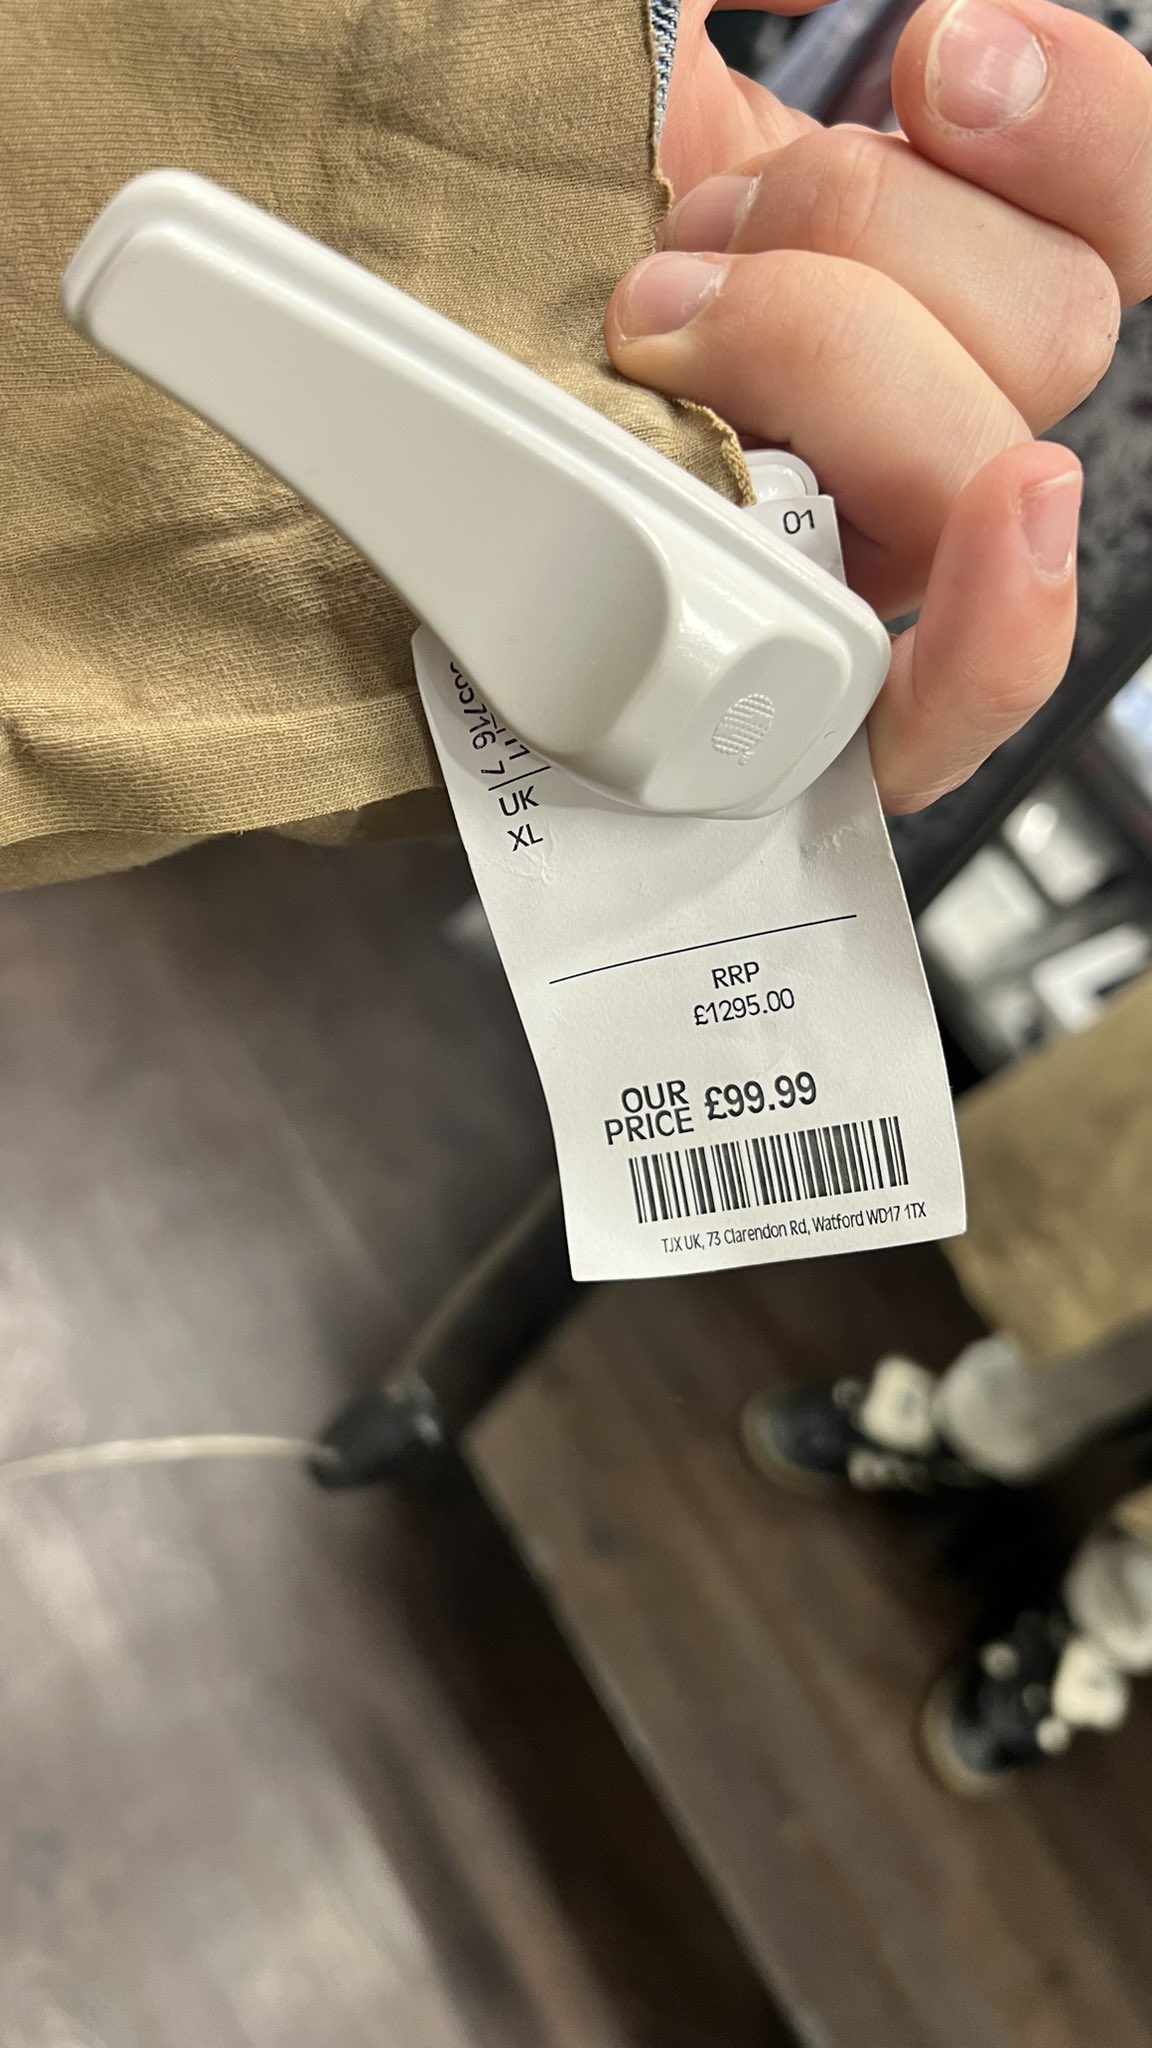 01
UK
XL
RRP
£1295.00
OUR
PRICE £99.99
TJX UK, 73 Clarendon Rd, Watford WD17 1TX